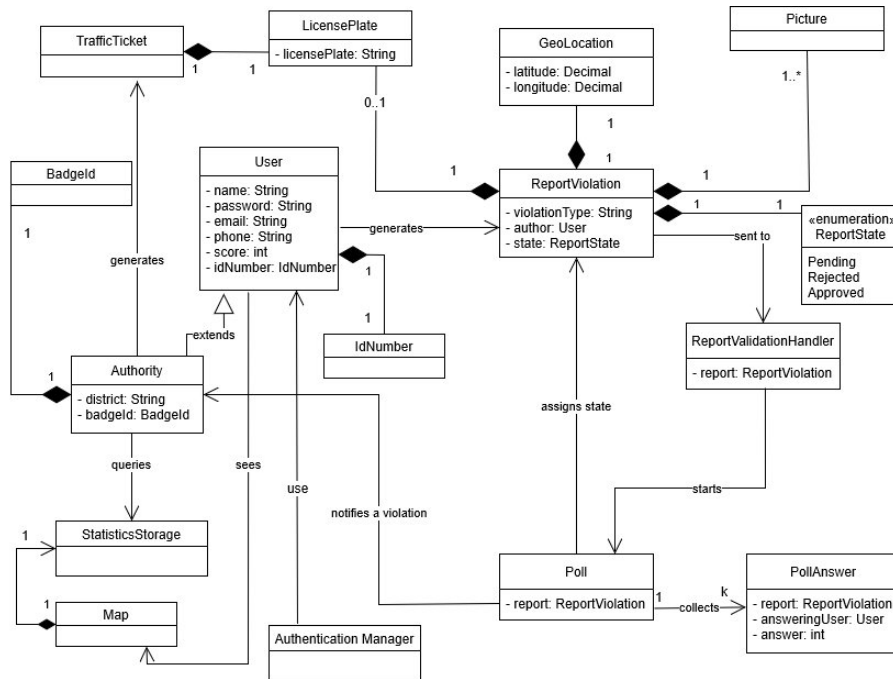 TrafficTicket
1
1
LicensePlate
- licensePlate: String
0..1
1
GeoLocation
- latitude: Decimal
- longitude: Decimal
1
1
Picture
1..*
1
BadgeId
1
1
generates
User
- name: String
- password: String
- email: String
- phone: String
- score: int
- idNumber: IdNumber
generates
1
1
IdNumber
extends
ReportViolation
- violationType: String
- author: User
- state: ReportState
1
1
«enumeration»
ReportState
Pending
Rejected
Approved
sent to
ReportValidationHandler
- report: ReportViolation
Authority
- district: String
- badgeId: BadgeId
assigns state
queries
sees
use
notifies a violation
starts
StatisticsStorage
1
1
Map
Authentication Manager
Poll
- report: ReportViolation
1
collects
k
PollAnswer
- report: ReportViolation
- answeringUser: User
- answer: int